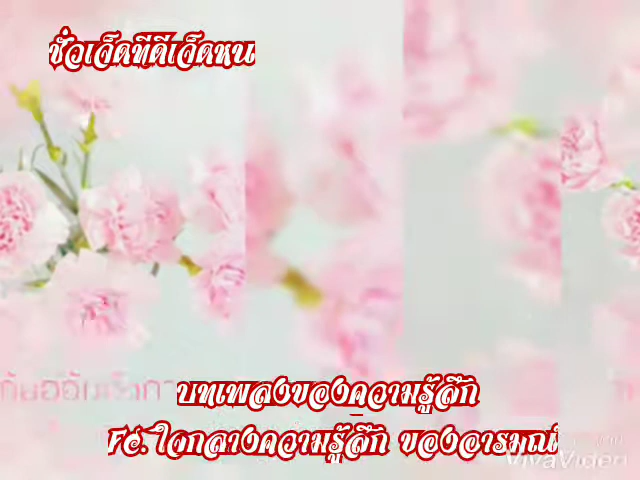 ชั่วเจ็ดทีดีเจ็ดหน
บทเพลงของความรู้สึก
Ft. ใจกลางความรู้สึก ของอารมณ์
VivaVideo